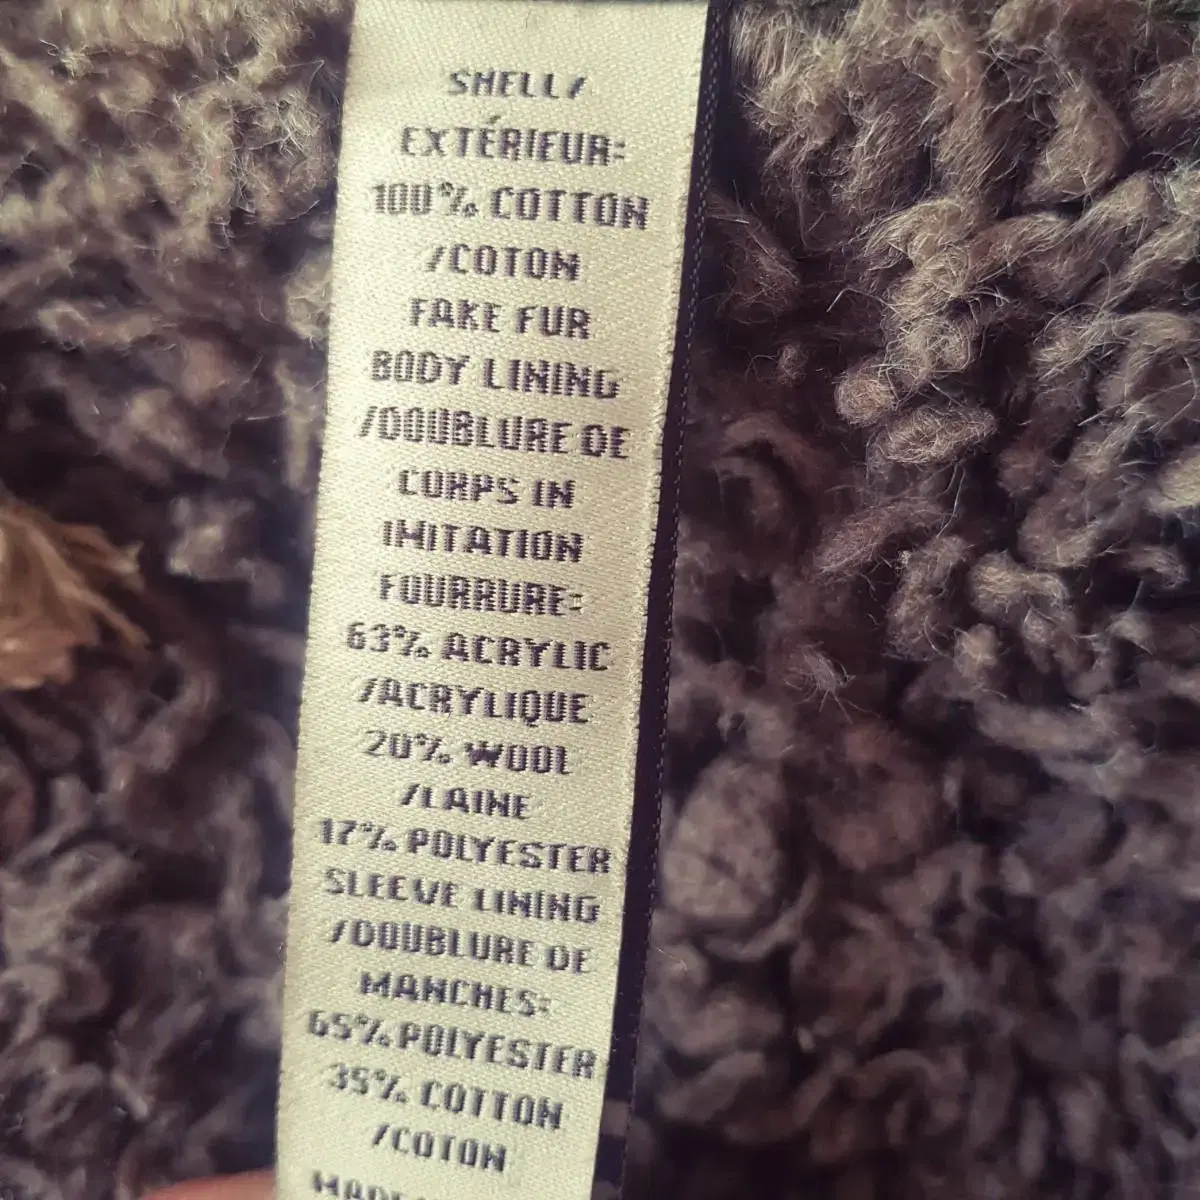 SHELL/
EXTÉRIEUR:
100% COTTON
/COTON
FAKE FUR
BODY LINING
/DOUBLURE DE
CORPS IN
IMITATION
FOURRURE:
63% ACRYLIC
/ACRYLIQUE
20% WOOL
/LAINE
17% POLYESTER
SLEEVE LINING
/DOUBLURE DE
MANCHES:
65% POLYESTER
35% COTTON
/COTON